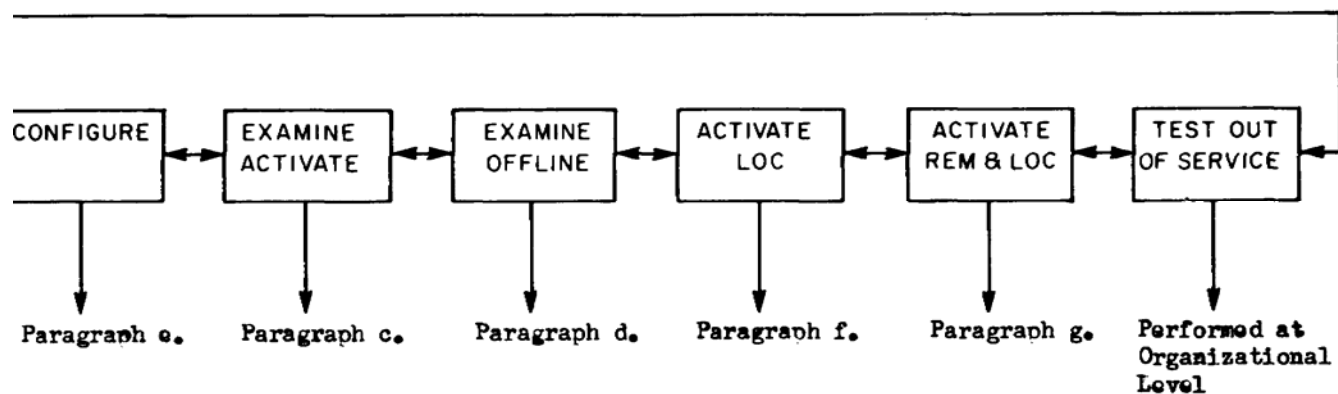 CONFIGURE
EXAMINE
ACTIVATE
EXAMINE
OFFLINE
ACTIVATE
LOC
ACTIVATE
REM & LOC
TEST OUT
OF SERVICE
Paragraph e.
Paragraph c.
Paragraph d.
Paragraph f.
Paragraph g.
Performed at
Organizational
Level